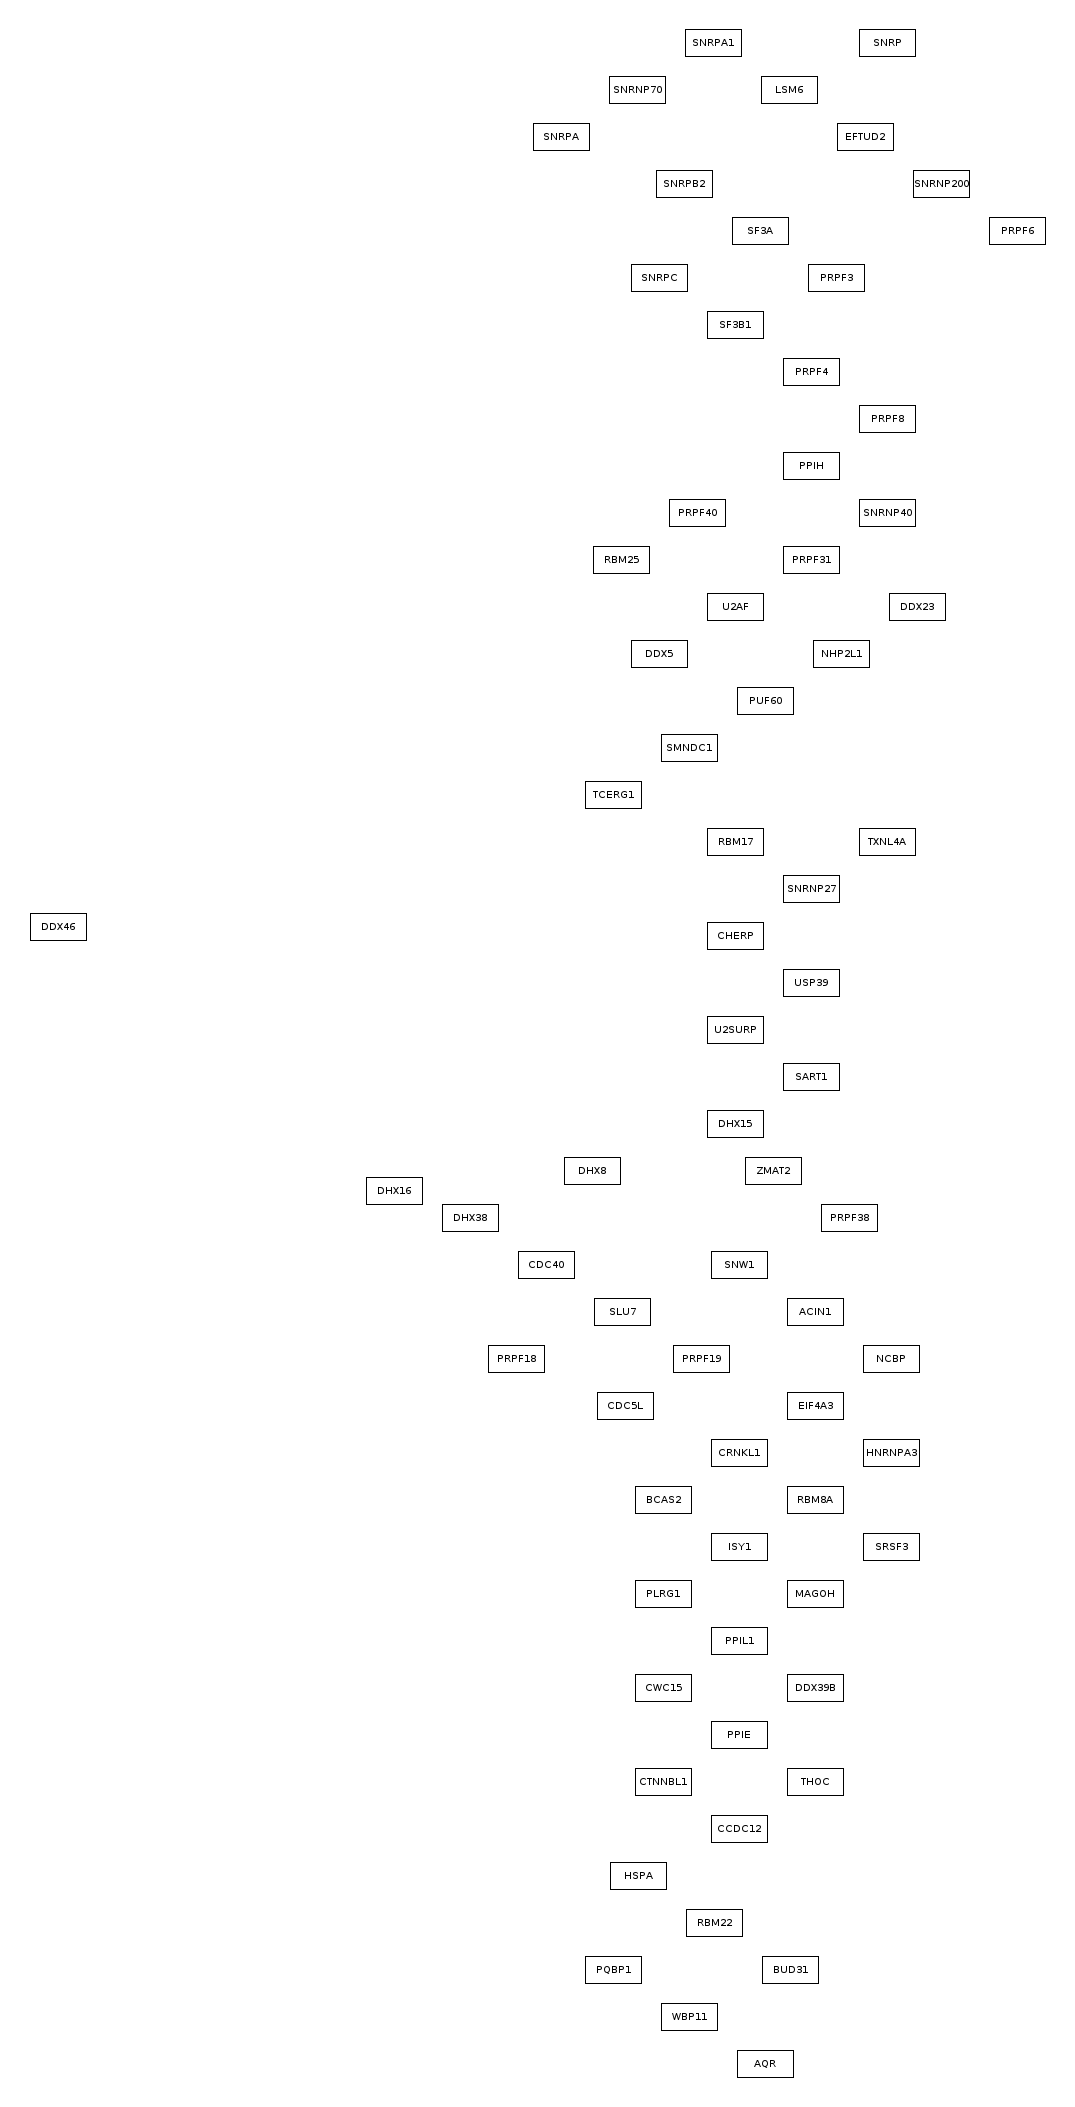 SNRPA1
SNRP
SNRNP70
LSM6
SNRPA
EFTUD2
SNRPB2
SNRNP200
SF3A
PRPF6
SNRPC
PRPF3
SF3B1
PRPF4
PRPF8
PPIH
PRPF40
SNRNP40
RBM25
PRPF31
U2AF
DDX23
DDX5
NHP2L1
PUF60
SMNDC1
TCERG1
RBM17
TXNL4A
SNRNP27
DDX46
CHERP
USP39
U2SURP
SART1
DHX15
DHX8
ZMAT2
DHX16
DHX38
PRPF38
CDC40
SNW1
SLU7
ACIN1
PRPF18
PRPF19
NCBP
CDC5L
EIF4A3
CRNKL1
HNRNPA3
BCAS2
RBM8A
ISY1
SRSF3
PLRG1
MAGOH
PPIL1
CWC15
DDX39B
PPIE
CTNNBL1
THOC
CCDC12
HSPA
RBM22
PQBP1
BUD31
WBP11
AQR